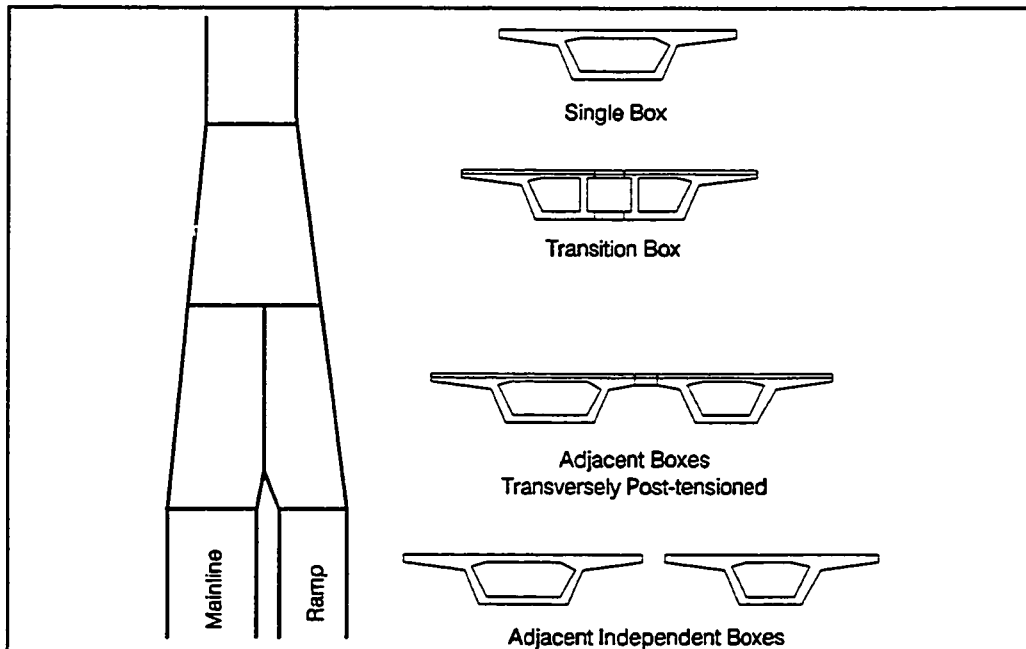 Single Box
Transition Box
Adjacent Boxes
Transversely Post-tensioned
Mainline
Ramp
Adjacent Independent Boxes